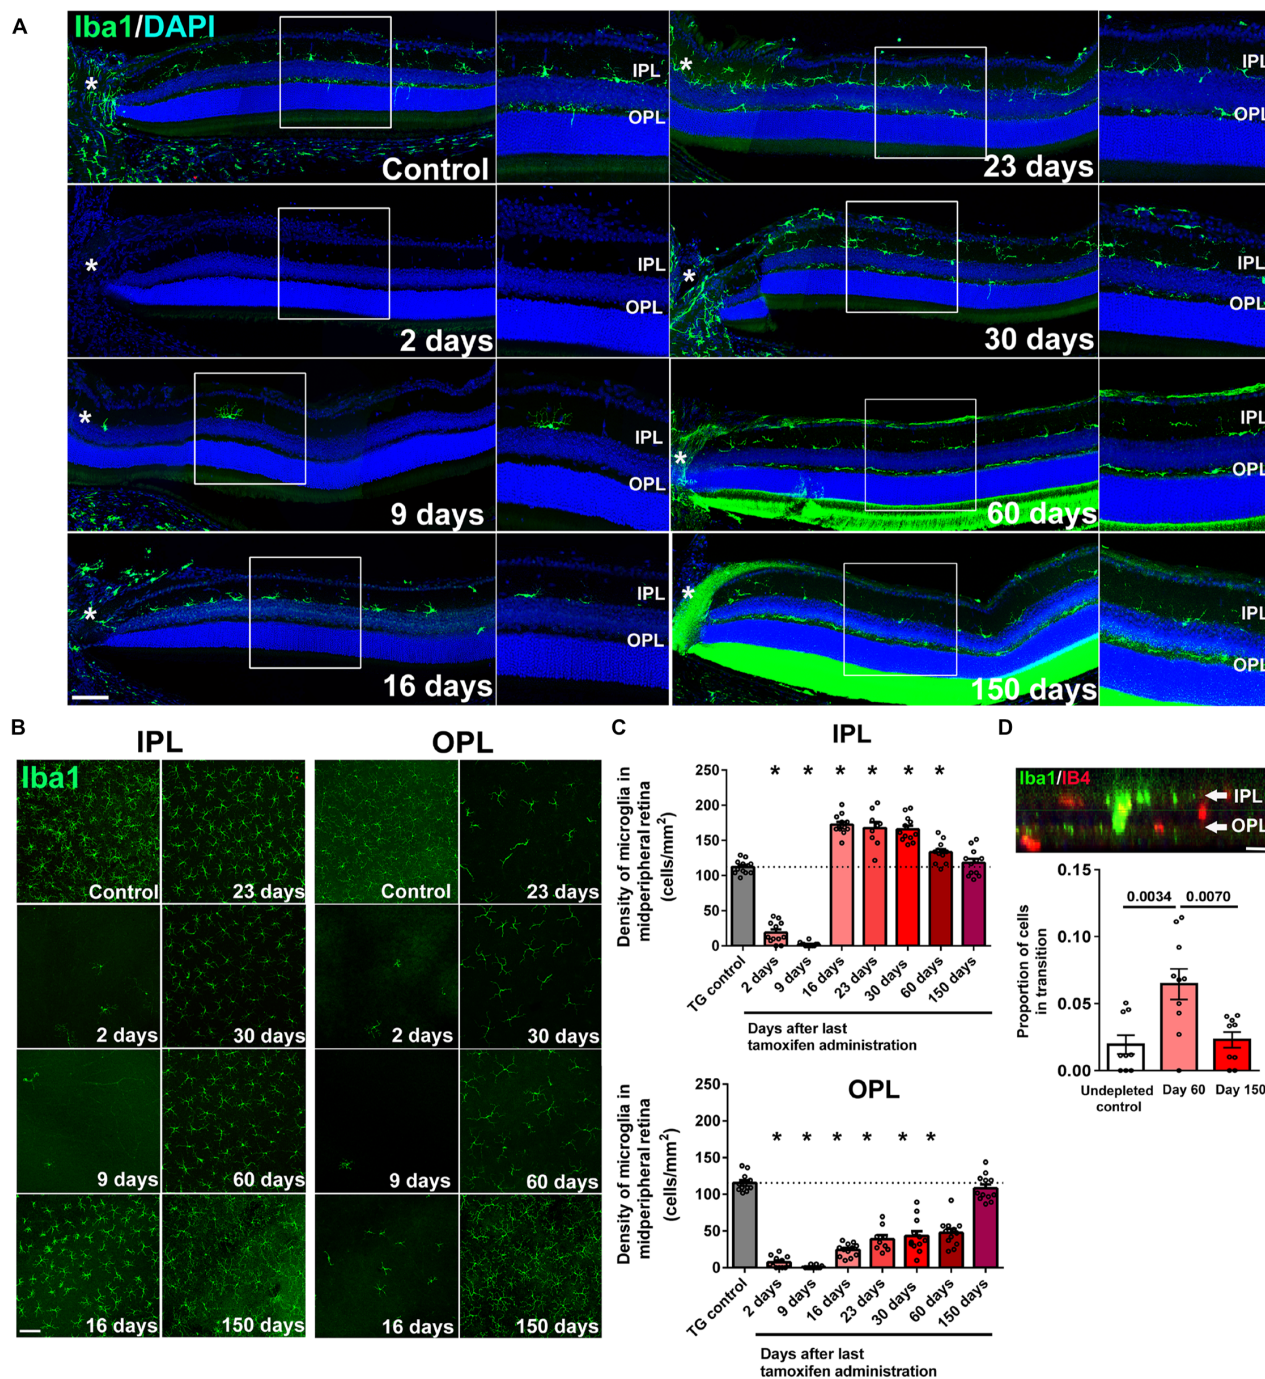 A
Iba1/DAPI
*
IPL
OPL
Control
*
IPL
OPL
23 days
*
IPL
OPL
2 days
*
IPL
OPL
30 days
*
IPL
OPL
9 days
*
IPL
OPL
60 days
*
IPL
OPL
16 days
*
IPL
OPL
150 days
B
IPL
OPL
Iba1
Control
23 days
Control
23 days
2 days
30 days
2 days
30 days
9 days
60 days
9 days
60 days
16 days
150 days
16 days
150 days
C
IPL
Density of microglia in
midperipheral retina
(cells/mm²)
250
200
150
100
50
0
* * * * * *
TG control
2 days
9 days
16 days
23 days
30 days
60 days
150 days
Days after last
tamoxifen administration
OPL
Density of microglia in
midperipheral retina
(cells/mm²)
250
200
150
100
50
0
* * * * * *
TG control
2 days
9 days
16 days
23 days
30 days
60 days
150 days
Days after last
tamoxifen administration
D
Iba1/IB4
IPL
OPL
Proportion of cells
in transition
0.15
0.10
0.05
0.00
0.0034 0.0070
Undepleted
control
Day 60
Day 150